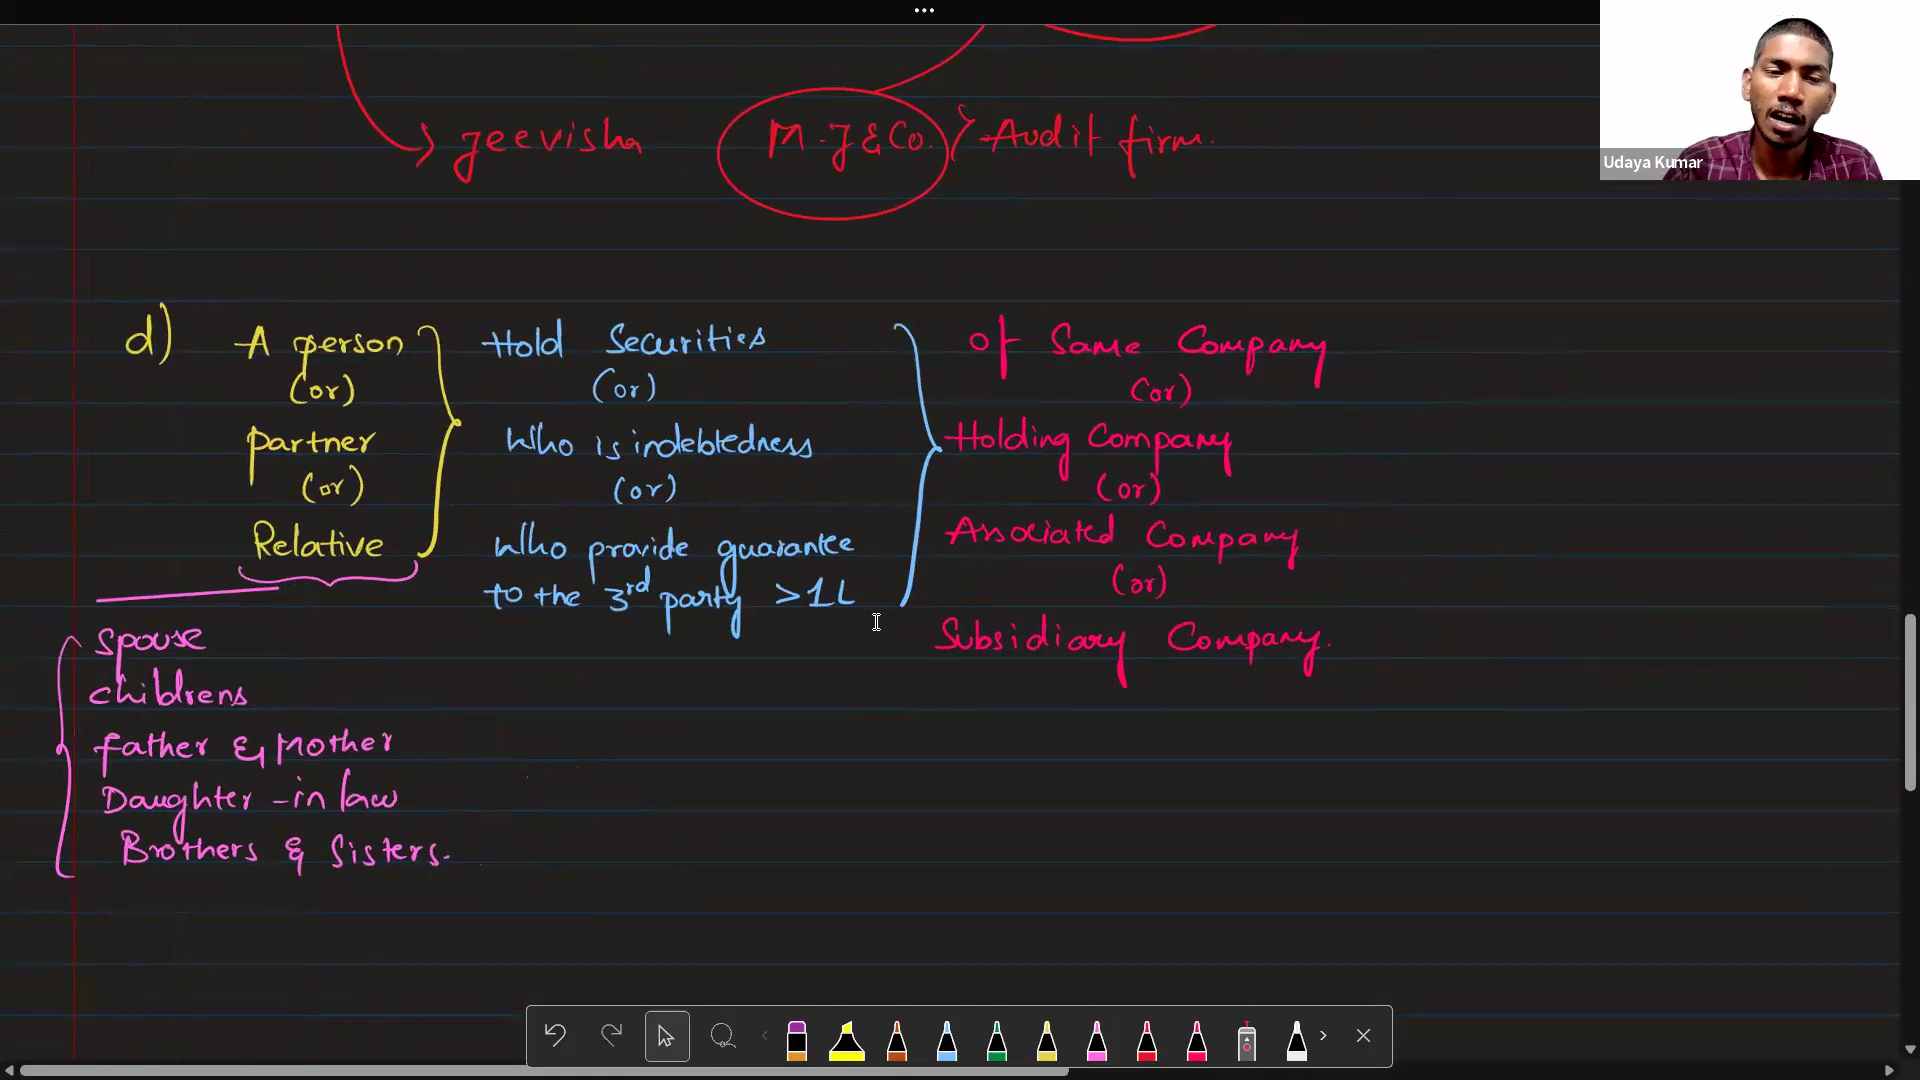 ...
Udaya Kumar
Jeevisha M.J & Co. Audit firm.
d) A person Hold Securities of Same Company
(or) (or) (or)
partner Who is indebtedness Holding Company
(or) (or) (or)
Relative Who provide guarantee Associated Company
to the 3rd party >1L (or)
Spouse Subsidiary Company.
childrens
Father & Mother
Daughter - in law
Brothers & Sisters.